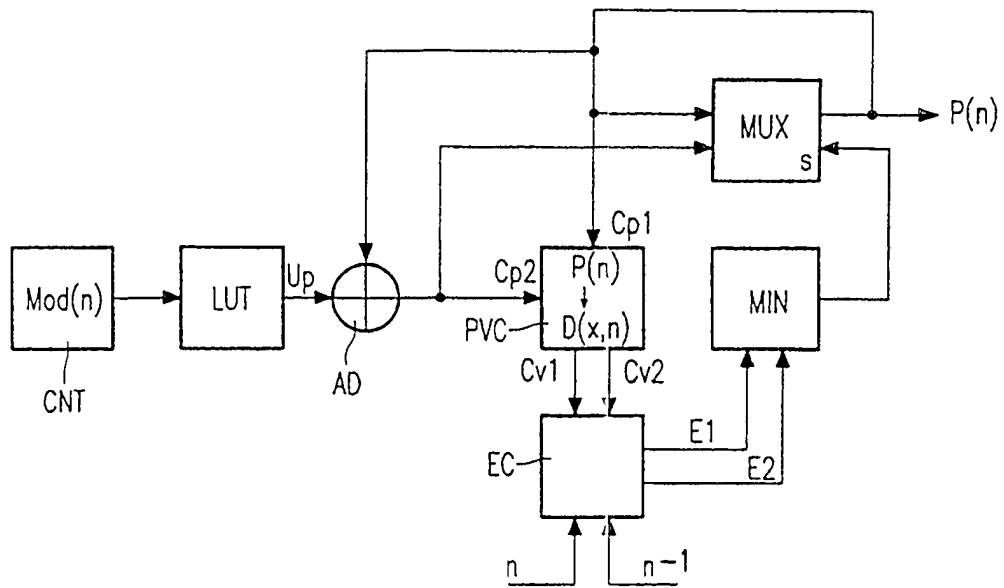 MUX
S
P(n)
Cp1
Mod(n)
CNT
LUT
Up
AD
Cp2
P(n)
D(x,n)
PVC
MIN
Cv1
Cv2
EC
E1
E2
n
n-1